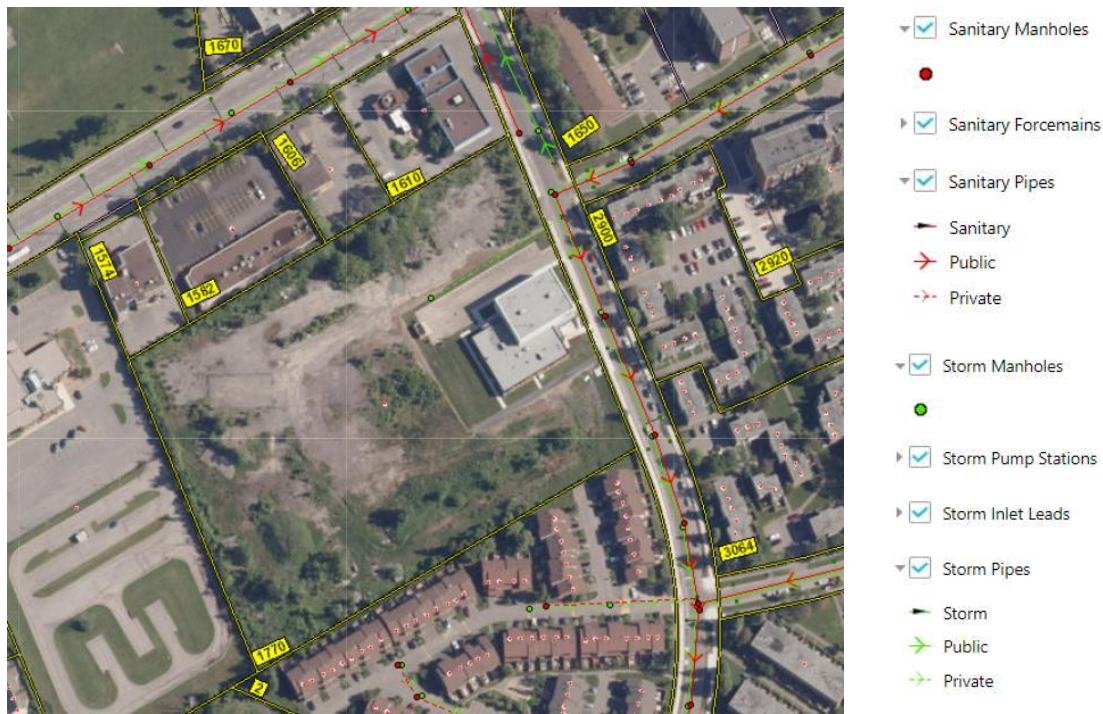 1670
1606
1610
1650
1574
1582
2900
2920
3064
1770
2
Sanitary Manholes
Sanitary Forcemains
Sanitary Pipes
Sanitary
Public
Private
Storm Manholes
Storm Pump Stations
Storm Inlet Leads
Storm Pipes
Storm
Public
Private